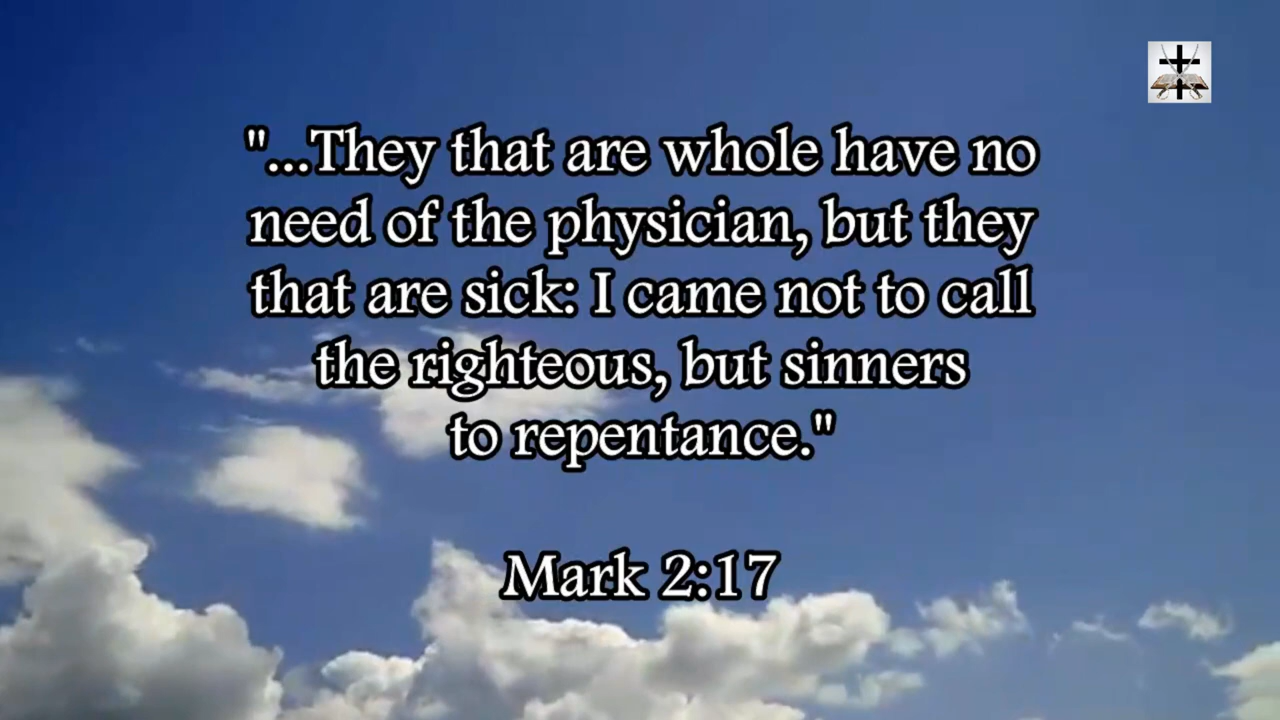 "...They that are whole have no
need of the physician, but they
that are sick: I came not to call
the righteous, but sinners
to repentance."
Mark 2:17